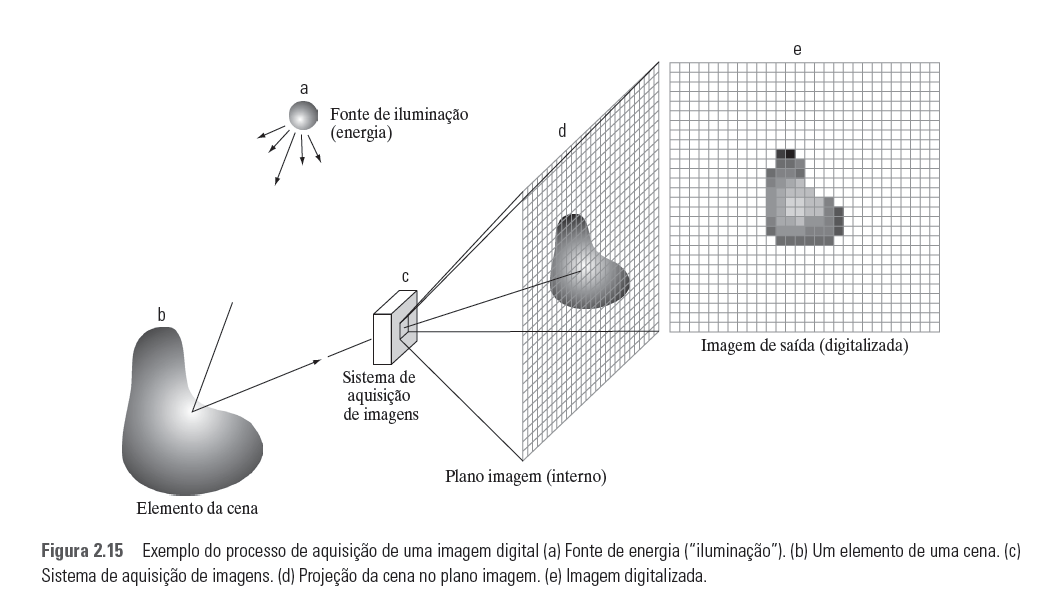 a
Fonte de iluminação
(energia)
b
Elemento da cena
c
Sistema de
aquisição
de imagens
d
Plano imagem (interno)
e
Imagem de saída (digitalizada)
Figura 2.15 Exemplo do processo de aquisição de uma imagem digital (a) Fonte de energia (“iluminação”). (b) Um elemento de uma cena. (c)
Sistema de aquisição de imagens. (d) Projeção da cena no plano imagem. (e) Imagem digitalizada.